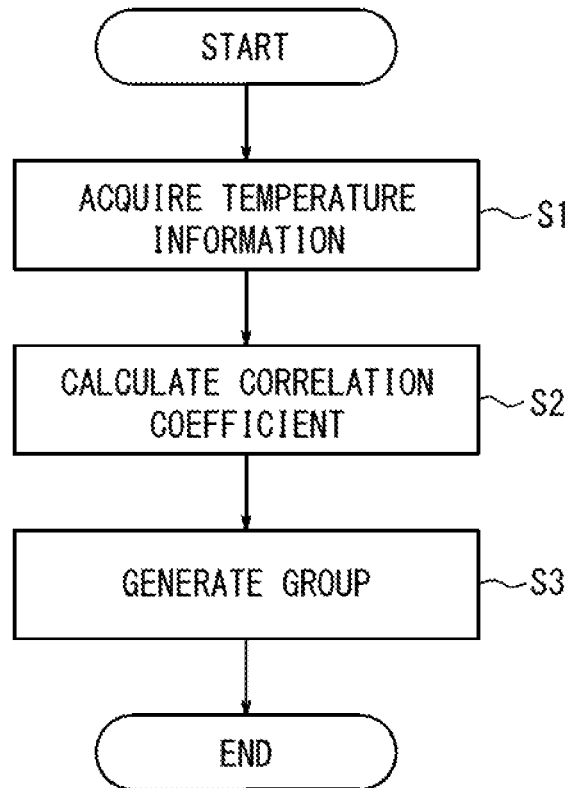 START
ACQUIRE TEMPERATURE
INFORMATION
S1
CALCULATE CORRELATION
COEFFICIENT
S2
GENERATE GROUP
S3
END